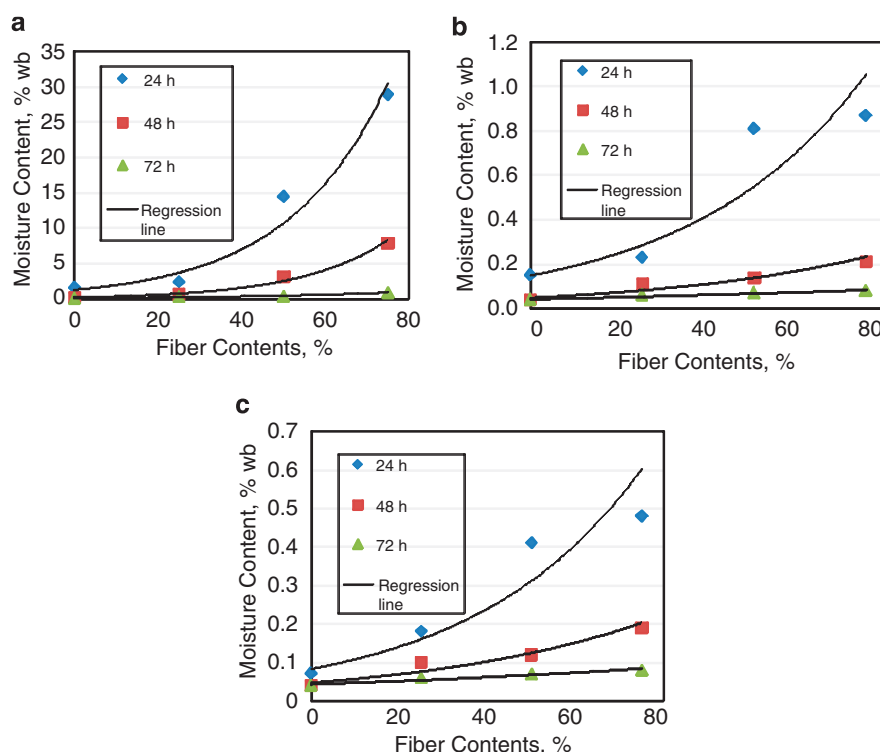 a
Moisture Content, % wb
35
30
25
20
15
10
5
0
24 h
48 h
72 h
Regression
line
0 20 40 60 80
Fiber Contents, %
b
Moisture Content, % wb
1.2
1.0
0.8
0.6
0.4
0.2
0.0
24 h
48 h
72 h
Regression
line
0 20 40 60 80
Fiber Contents, %
c
Moisture Content, % wb
0.7
0.6
0.5
0.4
0.3
0.2
0.1
0
24 h
48 h
72 h
Regression
line
0 20 40 60 80
Fiber Contents, %